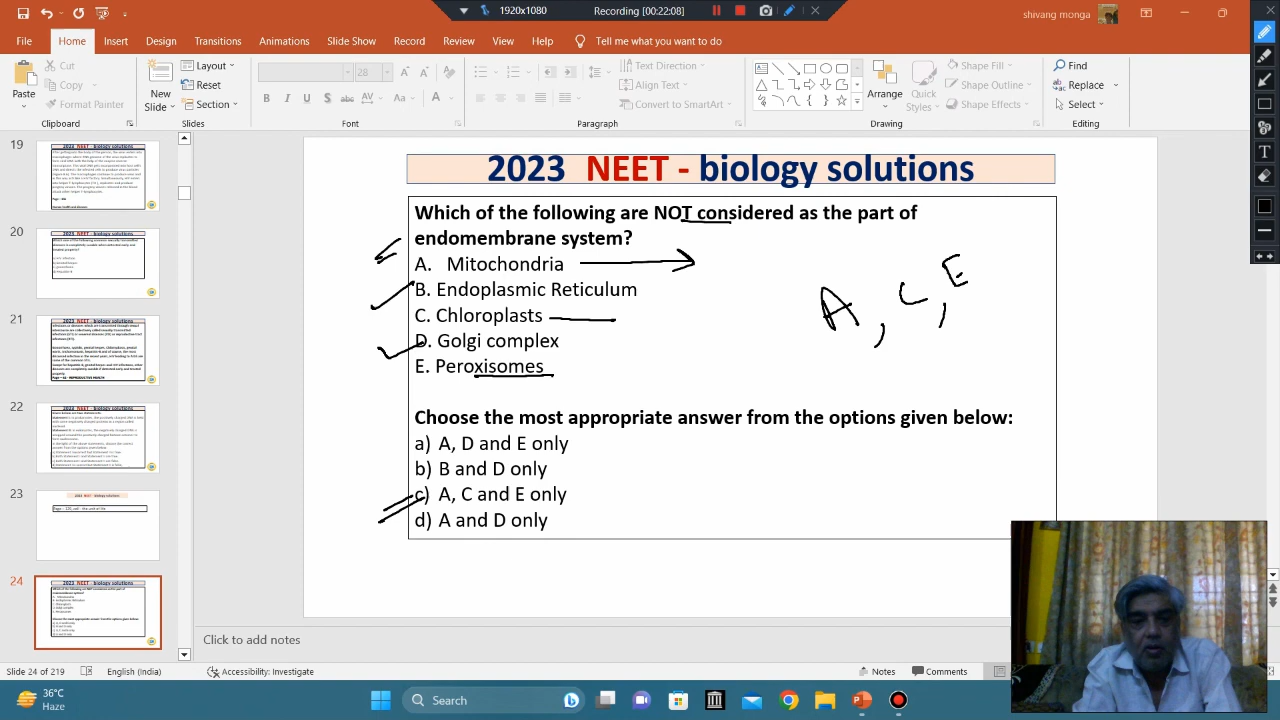 1920x1080
Recording [00:22:08]
shivang monga
File Home Insert Design Transitions Animations Slide Show Record Review View Help Tell me what you want to do
Paste
Cut
Copy
Format Painter
Clipboard
New Slide
Layout
Reset
Section
Slides
28
Font
Text Direction
Align Text
Convert to SmartArt
Paragraph
Arrange
Quick Styles
Shape Fill
Shape Outline
Shape Effects
Drawing
Find
Replace
Select
Editing
19
20
21
23
24
2023 NEET - biology solutions
Which of the following are NOT considered as the part of
endomembrane system?
A. Mitochondria
B. Endoplasmic Reticulum
C. Chloroplasts
Golgi complex
E. Peroxisomes
appropriate answer
options given below:
a) A, D and E only
b) B and D only
c) A, C and E only
d) A and D only
A, C, E
Click to add notes
Slide 24 of 219
English (India)
Accessibility: Investigate
Notes
Comments
36°C
Haze
Search